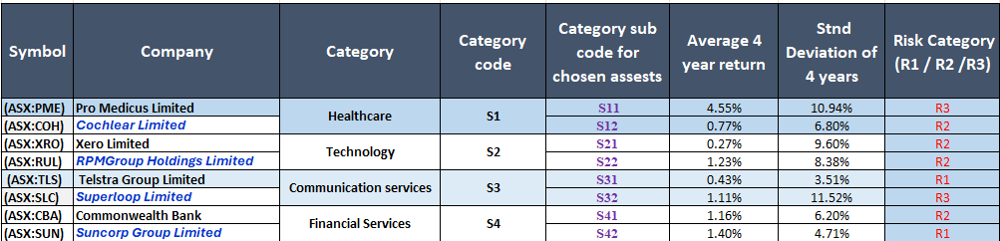 Symbol Company Category Category code Category sub code for chosen assests Average 4 year return Stnd Deviation of 4 years Risk Category (R1 / R2 /R3)
(ASX:PME) Pro Medicus Limited Healthcare S1 S11 4.55% 10.94% R3
(ASX:COH) Cochlear Limited S12 0.77% 6.80% R2
(ASX:XRO) Xero Limited Technology S2 S21 0.27% 9.60% R2
(ASX:RUL) RPMGroup Holdings Limited S22 1.23% 8.38% R2
(ASX:TLS) Telstra Group Limited Communication services S3 S31 0.43% 3.51% R1
(ASX:SLC) Superloop Limited S32 1.11% 11.52% R3
(ASX:CBA) Commonwealth Bank Financial Services S4 S41 1.16% 6.20% R2
(ASX:SUN) Suncorp Group Limited S42 1.40% 4.71% R1